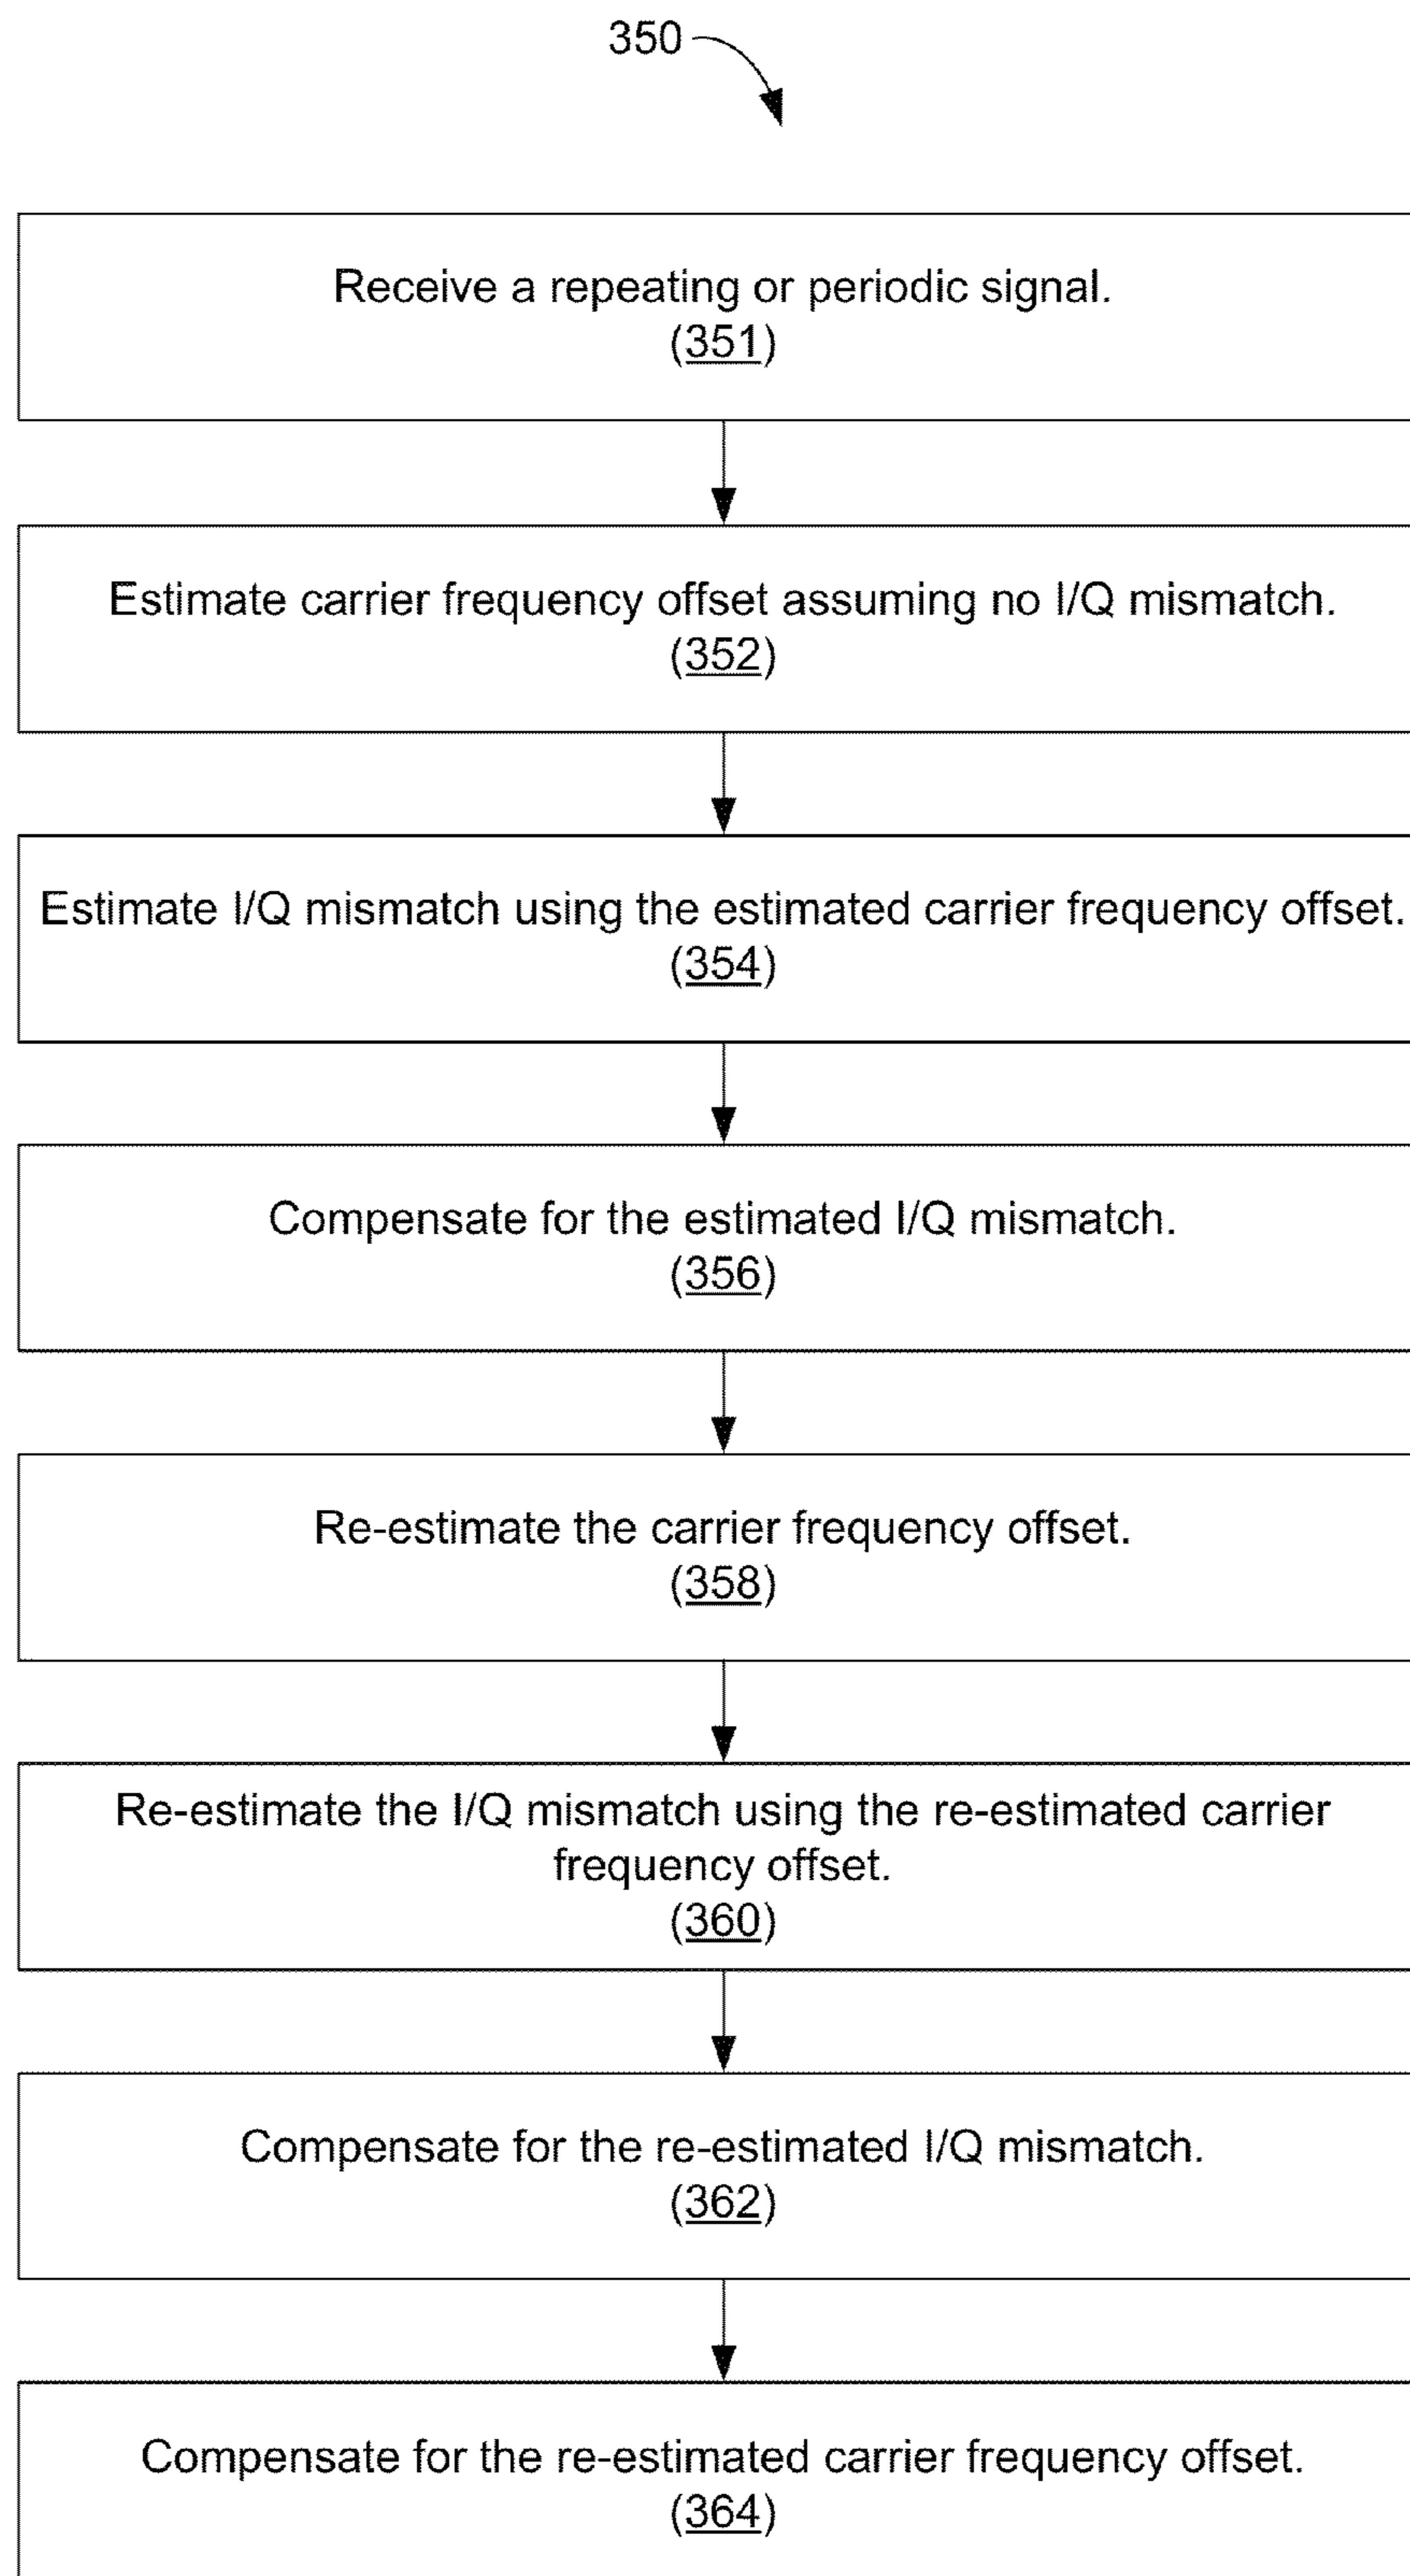 350
Receive a repeating or periodic signal.
(351)
Estimate carrier frequency offset assuming no I/Q mismatch.
(352)
Estimate I/Q mismatch using the estimated carrier frequency offset.
(354)
Compensate for the estimated I/Q mismatch.
(356)
Re-estimate the carrier frequency offset.
(358)
Re-estimate the I/Q mismatch using the re-estimated carrier
frequency offset.
(360)
Compensate for the re-estimated I/Q mismatch.
(362)
Compensate for the re-estimated carrier frequency offset.
(364)